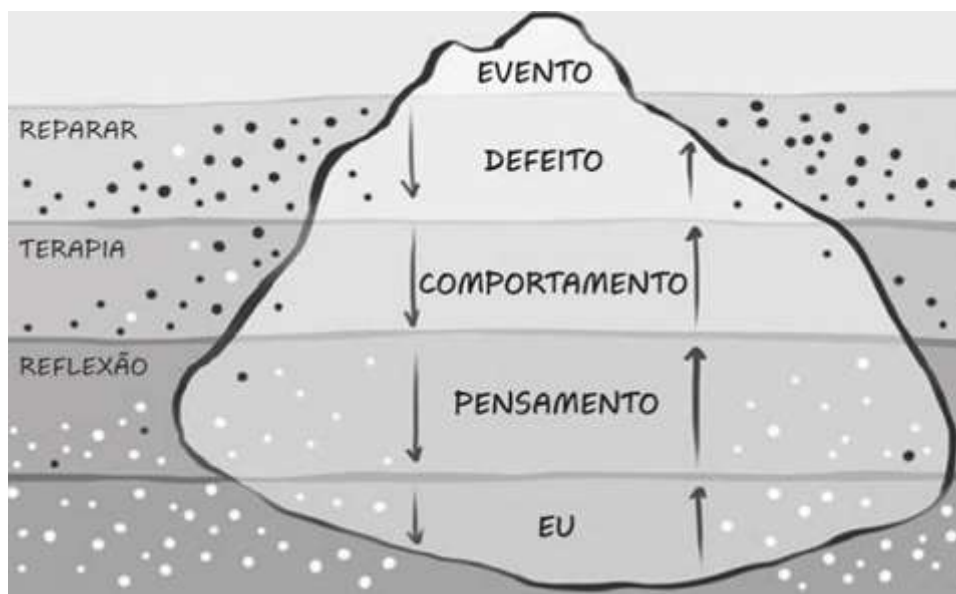 EVENTO
REPARAR
DEFEITO
TERAPIA
COMPORTAMENTO
REFLEXÃO
PENSAMENTO
EU